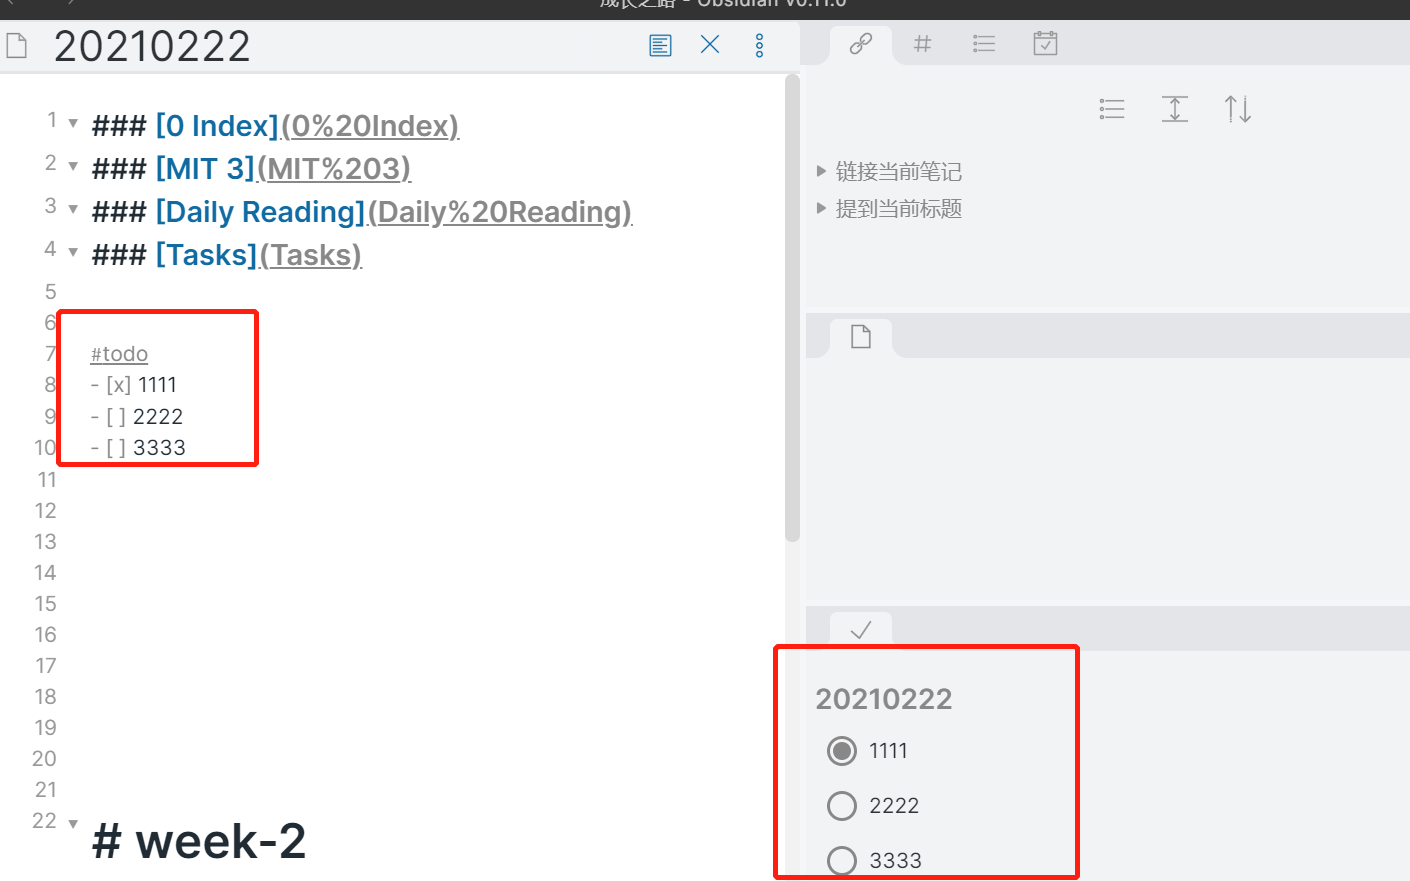 成长之路 - Obsidian v0.11.0
20210222
1 ### [0 Index](0%20Index)
2 ### [MIT 3](MIT%203)
3 ### [Daily Reading](Daily%20Reading)
4 ### [Tasks](Tasks)
5
6
7 #todo
8 - [x] 1111
9 - [ ] 2222
10 - [ ] 3333
11
12
13
14
15
16
17
18
19
20
21
22 # week-2
链接当前笔记
提到当前标题
20210222
1111
2222
3333